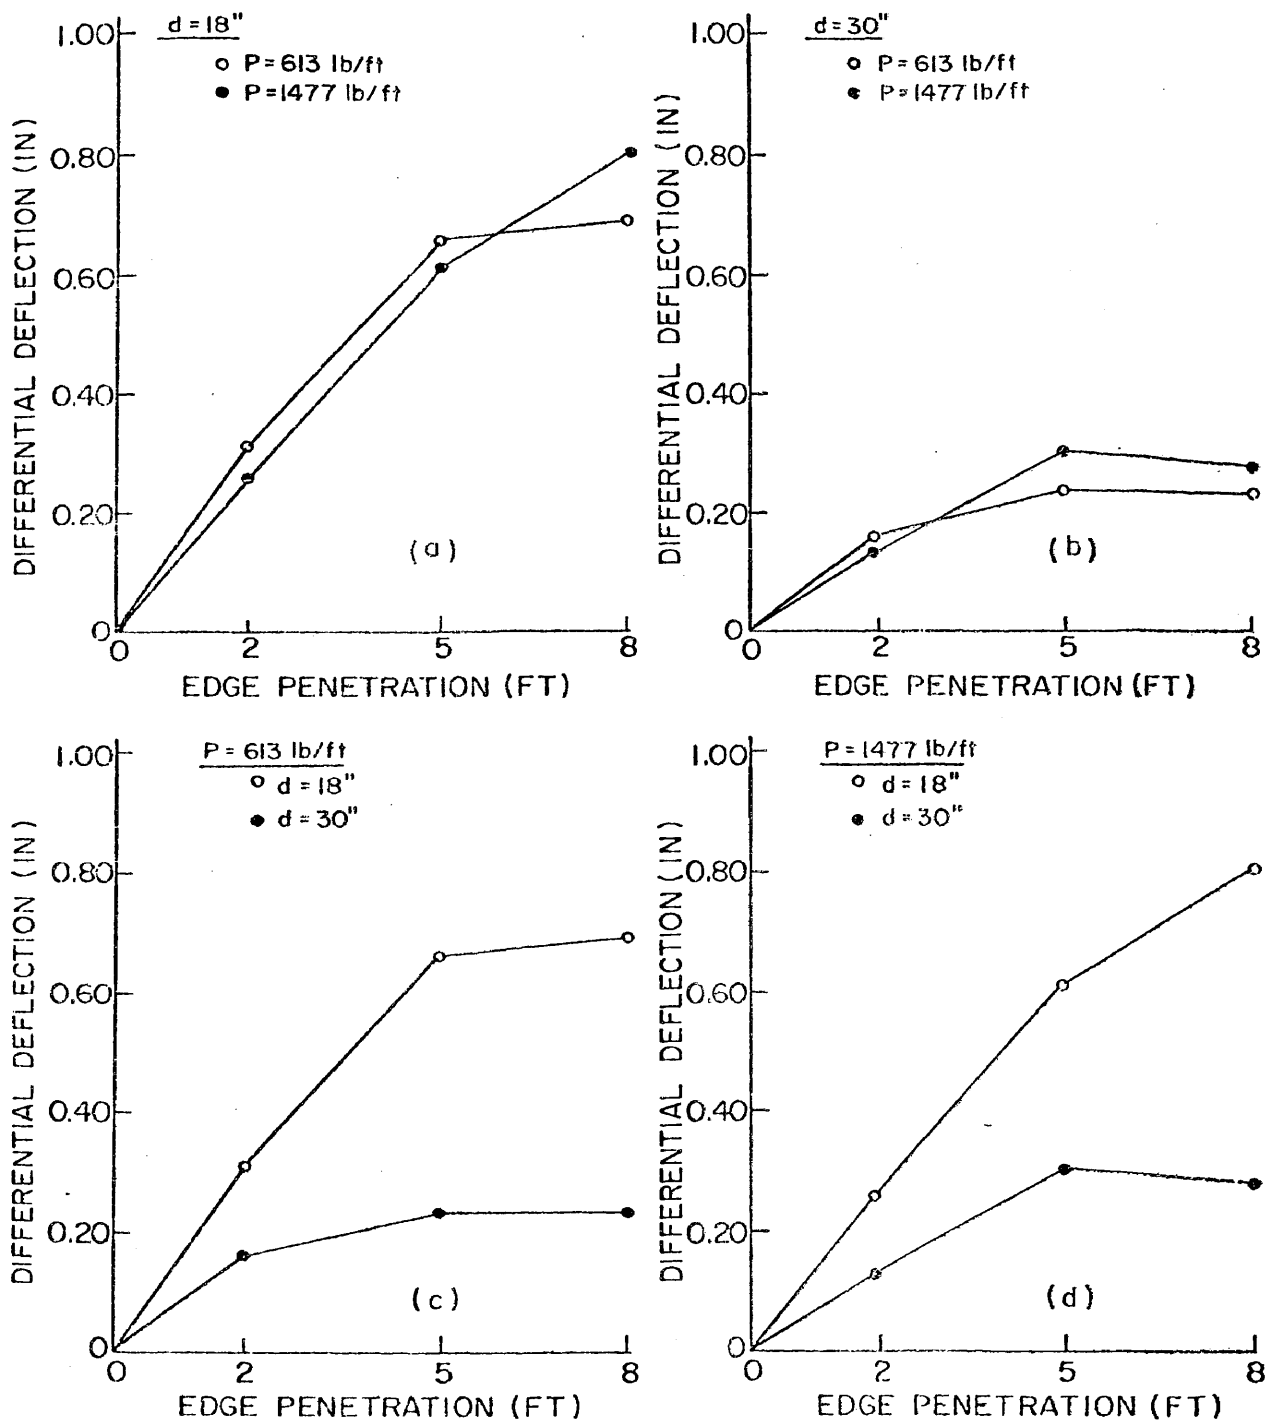 d = 18"
P = 613 lb/ft
P = 1477 lb/ft
DIFFERENTIAL DEFLECTION (IN)
1.00
0.80
0.60
0.40
0.20
0
(a)
0 2 5 8
EDGE PENETRATION (FT)
d = 30"
P = 613 lb/ft
P = 1477 lb/ft
DIFFERENTIAL DEFLECTION (IN)
1.00
0.80
0.60
0.40
0.20
0
(b)
0 2 5 8
EDGE PENETRATION (FT)
P = 613 lb/ft
d = 18"
d = 30"
DIFFERENTIAL DEFLECTION (IN)
1.00
0.80
0.60
0.40
0.20
0
(c)
0 2 5 8
EDGE PENETRATION (FT)
P = 1477 lb/ft
d = 18"
d = 30"
DIFFERENTIAL DEFLECTION (IN)
1.00
0.80
0.60
0.40
0.20
0
(d)
0 2 5 8
EDGE PENETRATION (FT)